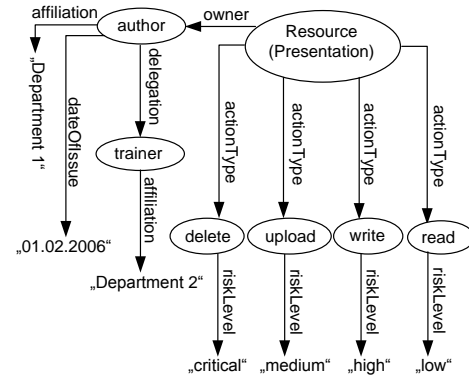 affiliation
author
owner
Resource
(Presentation)
„Department 1“
dateOfIssue
delegation
actionType
actionType
actionType
actionType
trainer
affiliation
„01.02.2006“
„Department 2“
delete
upload
write
read
riskLevel
riskLevel
riskLevel
riskLevel
„critical“
„medium“
„high“
„low“